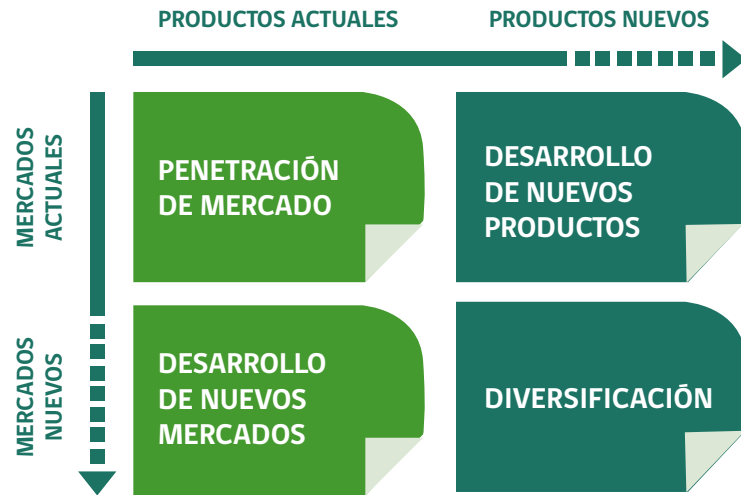 PRODUCTOS ACTUALES
PRODUCTOS NUEVOS
MERCADOS
ACTUALES
PENETRACIÓN
DE MERCADO
DESARROLLO
DE NUEVOS
PRODUCTOS
MERCADOS
NUEVOS
DESARROLLO
DE NUEVOS
MERCADOS
DIVERSIFICACIÓN